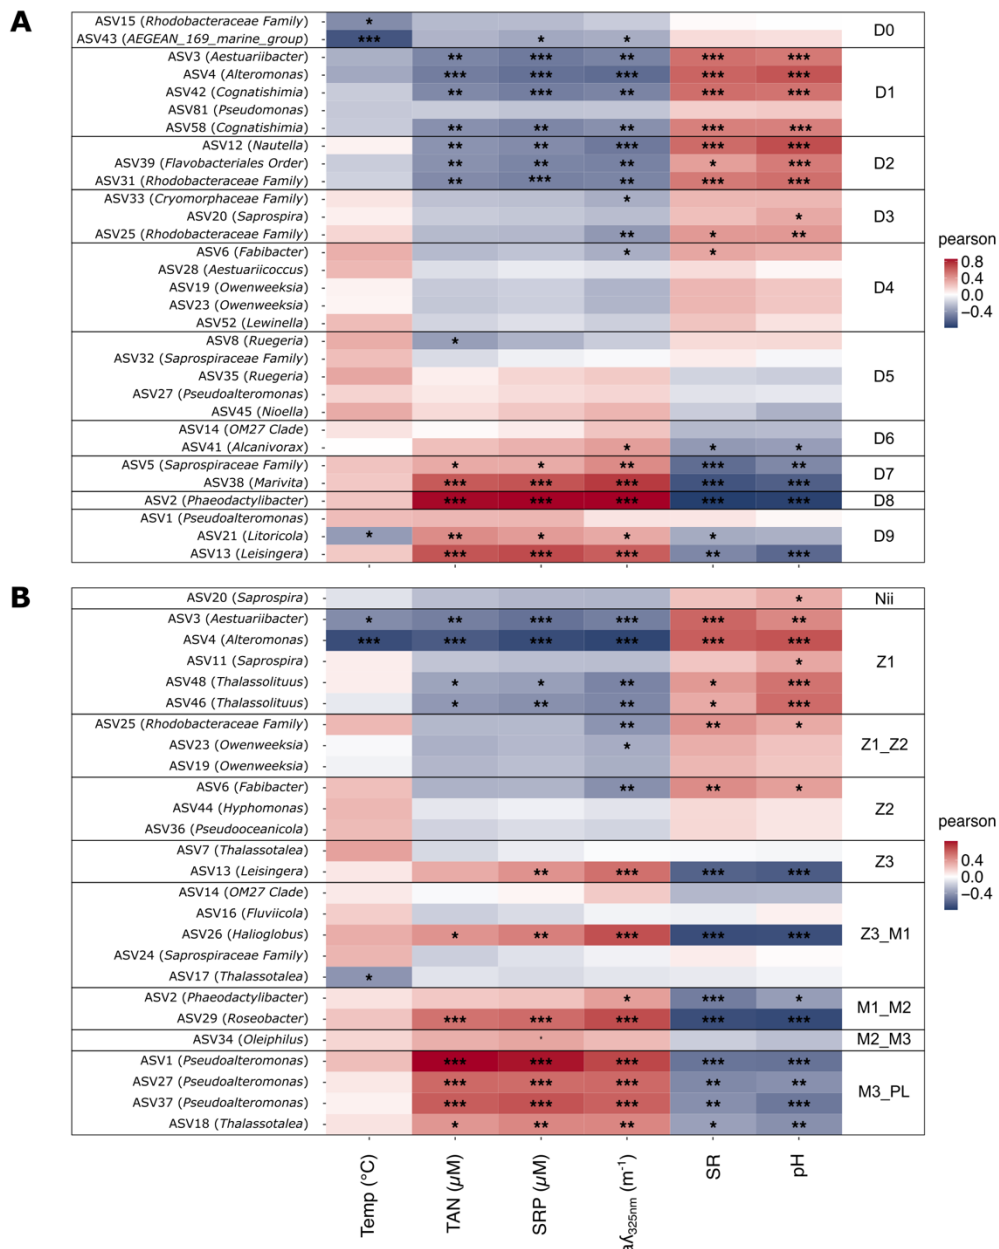 A
ASV15 (Rhodobacteraceae Family) - *
ASV43 (AEGEAN_169_marine_group) - *** * *
D0
ASV3 (Aestuariibacter) - ** *** ** *** ***
ASV4 (Alteromonas) - *** *** *** *** ***
ASV42 (Cognatishimia) - ** *** ** *** ***
ASV81 (Pseudomonas) -
ASV58 (Cognatishimia) - ** ** ** *** ***
D1
ASV12 (Nautella) - ** ** *** *** ***
ASV39 (Flavobacteriales Order) - ** ** ** * ***
ASV31 (Rhodobacteraceae Family) - ** *** ** *** ***
D2
ASV33 (Cryomorphaceae Family) - *
ASV20 (Saprospira) - *
ASV25 (Rhodobacteraceae Family) - ** * **
D3
ASV6 (Fabibacter) - * *
ASV28 (Aestuariicoccus) -
ASV19 (Owenweeksia) -
ASV23 (Owenweeksia) -
ASV52 (Lewinella) -
D4
ASV8 (Ruegeria) - *
ASV32 (Saprospiraceae Family) -
ASV35 (Ruegeria) -
ASV27 (Pseudoalteromonas) -
ASV45 (Nioella) -
D5
ASV14 (OM27 Clade) -
ASV41 (Alcanivorax) - * * *
D6
ASV5 (Saprospiraceae Family) - * * ** *** **
ASV38 (Marivita) - *** *** *** *** ***
D7
ASV2 (Phaeodactylibacter) - *** *** *** *** ***
D8
ASV1 (Pseudoalteromonas) -
ASV21 (Litoricola) - * ** * * *
ASV13 (Leisingera) - *** *** *** ** ***
D9
pearson
0.8
0.4
0.0
−0.4
B
ASV20 (Saprospira) - *
Nii
ASV3 (Aestuariibacter) - * ** *** *** *** **
ASV4 (Alteromonas) - *** *** *** *** *** ***
ASV11 (Saprospira) - *
ASV48 (Thalassolituus) - * * ** * ***
ASV46 (Thalassolituus) - * ** ** * ***
Z1
ASV25 (Rhodobacteraceae Family) - ** ** *
ASV23 (Owenweeksia) - *
ASV19 (Owenweeksia) -
Z1_Z2
ASV6 (Fabibacter) - ** ** *
ASV44 (Hyphomonas) -
ASV36 (Pseudooceanicola) -
Z2
ASV7 (Thalassotalea) -
ASV13 (Leisingera) - ** *** *** ***
Z3
ASV14 (OM27 Clade) -
ASV16 (Fluviicola) -
ASV26 (Halioglobus) - * ** *** *** ***
ASV24 (Saprospiraceae Family) -
ASV17 (Thalassotalea) - *
Z3_M1
ASV2 (Phaeodactylibacter) - * *** *
ASV29 (Roseobacter) - *** *** *** *** ***
M1_M2
ASV34 (Oleiphilus) - *
M2_M3
ASV1 (Pseudoalteromonas) - *** *** *** *** ***
ASV27 (Pseudoalteromonas) - *** *** *** ** **
ASV37 (Pseudoalteromonas) - *** *** *** ** ***
ASV18 (Thalassotalea) - * ** ** * **
M3_PL
pearson
0.4
0.0
−0.4
Temp (°C)
TAN (µM)
SRP (µM)
325nm (m-1)
SR
pH